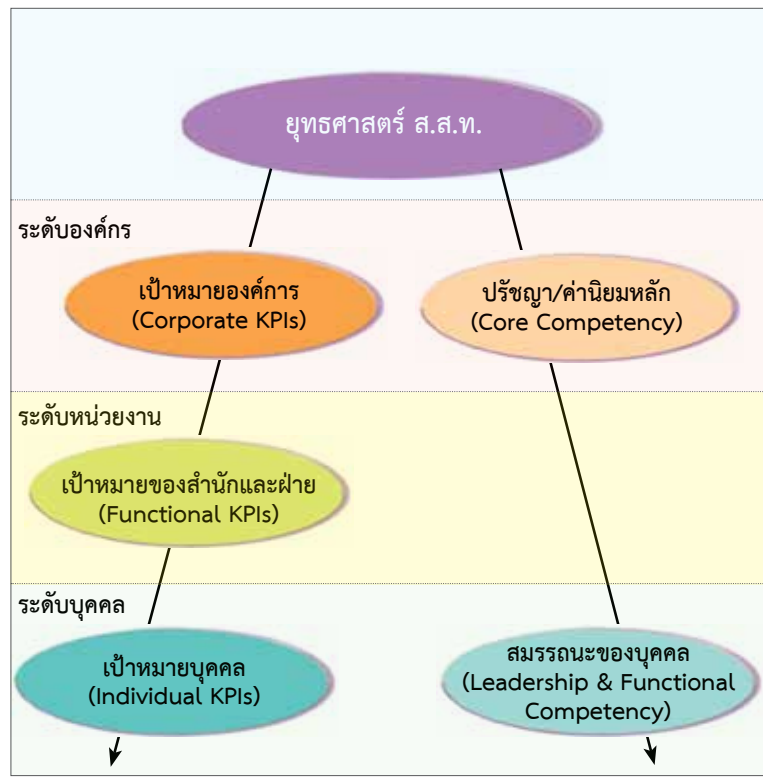 ยุทธศาสตร์ ส.ส.ท.
ระดับองค์กร
เป้าหมายองค์การ
(Corporate KPIs)
ปรัชญา/ค่านิยมหลัก
(Core Competency)
ระดับหน่วยงาน
เป้าหมายของสำนักและฝ่าย
(Functional KPIs)
ระดับบุคคล
เป้าหมายบุคคล
(Individual KPIs)
สมรรถนะของบุคคล
(Leadership & Functional
Competency)